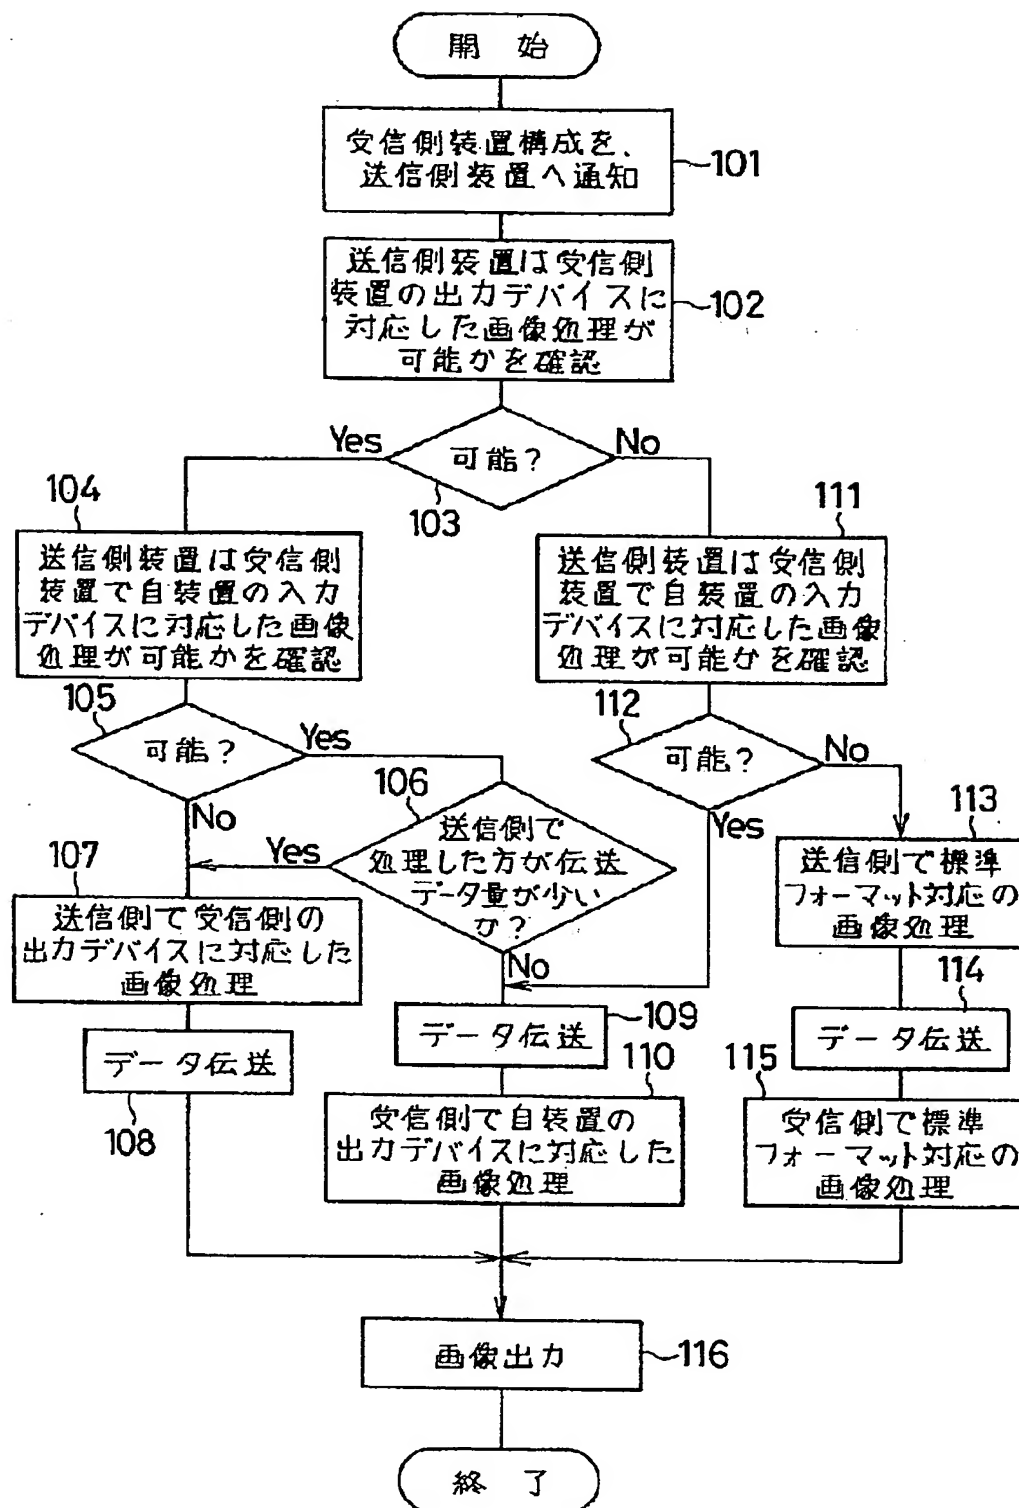 開始
受信側装置構成を、
送信側装置へ通知
101
送信側装置は受信側
装置の出力デバイスに
対応した画像処理が
可能かを確認
102
Yes
可能?
No
103
104
送信側装置は受信側
装置で自装置の入力
デバイスに対応した画像
処理が可能かを確認
111
送信側装置は受信側
装置で自装置の入力
デバイスに対応した画像
処理が可能かを確認
105
可能?
Yes
No
112
可能?
No
Yes
106
送信側で
処理した方が伝送
データ量が少い
か?
Yes
No
107
送信側で受信側の
出力デバイスに対応した
画像処理
113
送信側で標準
フォーマット対応の
画像処理
データ伝送
108
データ伝送
109
114
データ伝送
110
受信側で自装置の
出力デバイスに対応した
画像処理
115
受信側で標準
フォーマット対応の
画像処理
画像出力
116
終了